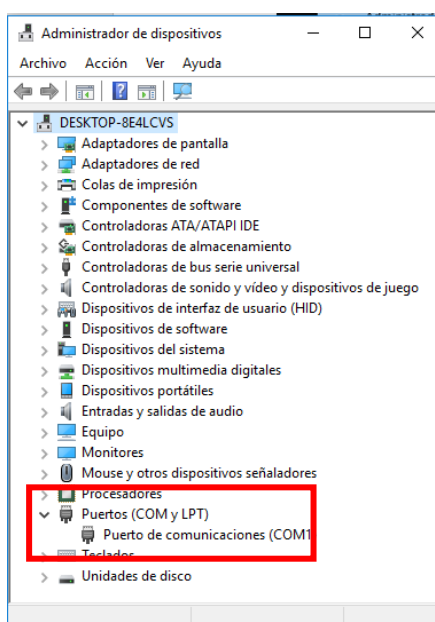 Administrador de dispositivos
Archivo Acción Ver Ayuda
DESKTOP-8E4LCVS
Adaptadores de pantalla
Adaptadores de red
Colas de impresión
Componentes de software
Controladoras ATA/ATAPI IDE
Controladoras de almacenamiento
Controladoras de bus serie universal
Controladoras de sonido y vídeo y dispositivos de juego
Dispositivos de interfaz de usuario (HID)
Dispositivos de software
Dispositivos del sistema
Dispositivos multimedia digitales
Dispositivos portátiles
Entradas y salidas de audio
Equipo
Monitores
Mouse y otros dispositivos señaladores
Procesadores
Puertos (COM y LPT)
Puerto de comunicaciones (COM1
Teclados
Unidades de disco